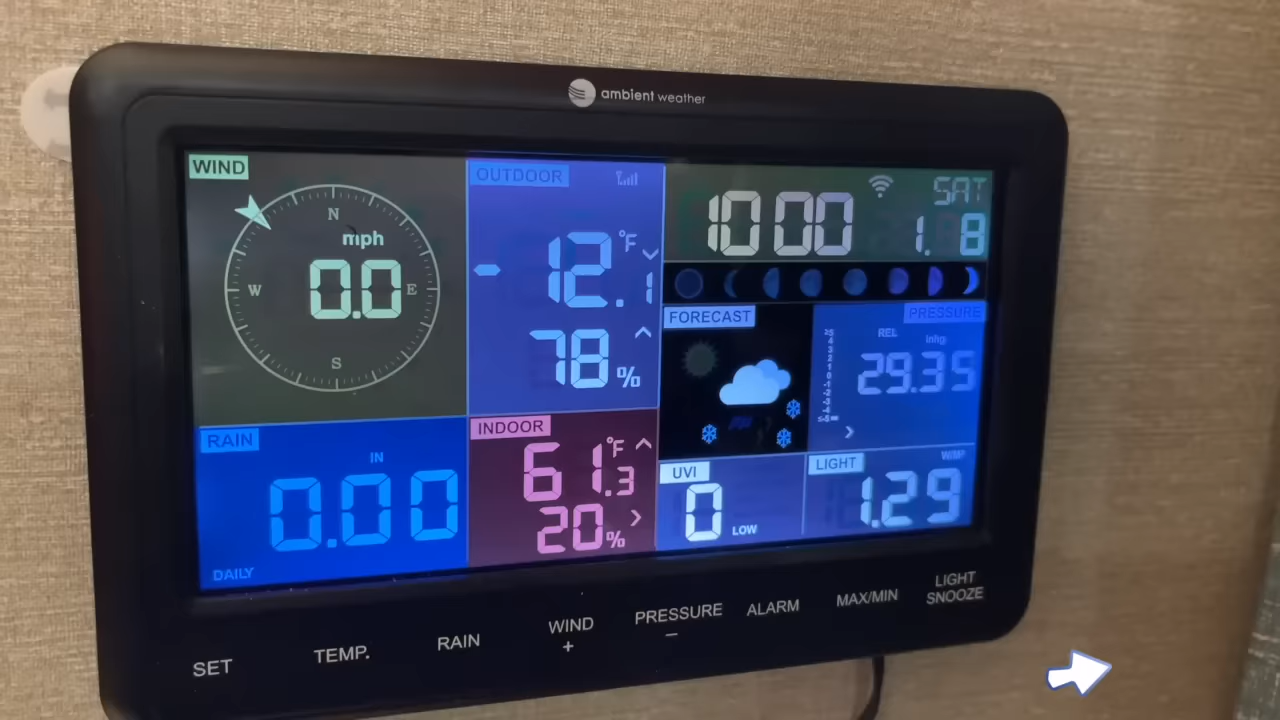 ambient weather
WIND
N
mph
W
0.0
E
S
OUTDOOR
-12.1 °F
78%
10:00
SAT
1.8
FORECAST
PRESSURE
REL inhg
29.35
RAIN
IN
0.00
DAILY
INDOOR
61.3 °F
20%
UVI
0 LOW
LIGHT
W/M²
1.29
SET
TEMP.
RAIN
WIND
+
PRESSURE
−
ALARM
MAX/MIN
LIGHT
SNOOZE